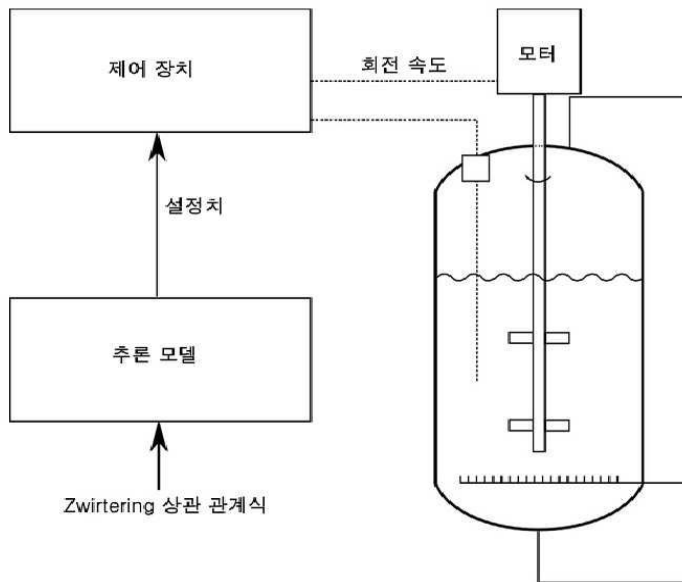 제어 장치
회전 속도
모터
설정치
추론 모델
Zwirtering 상관 관계식